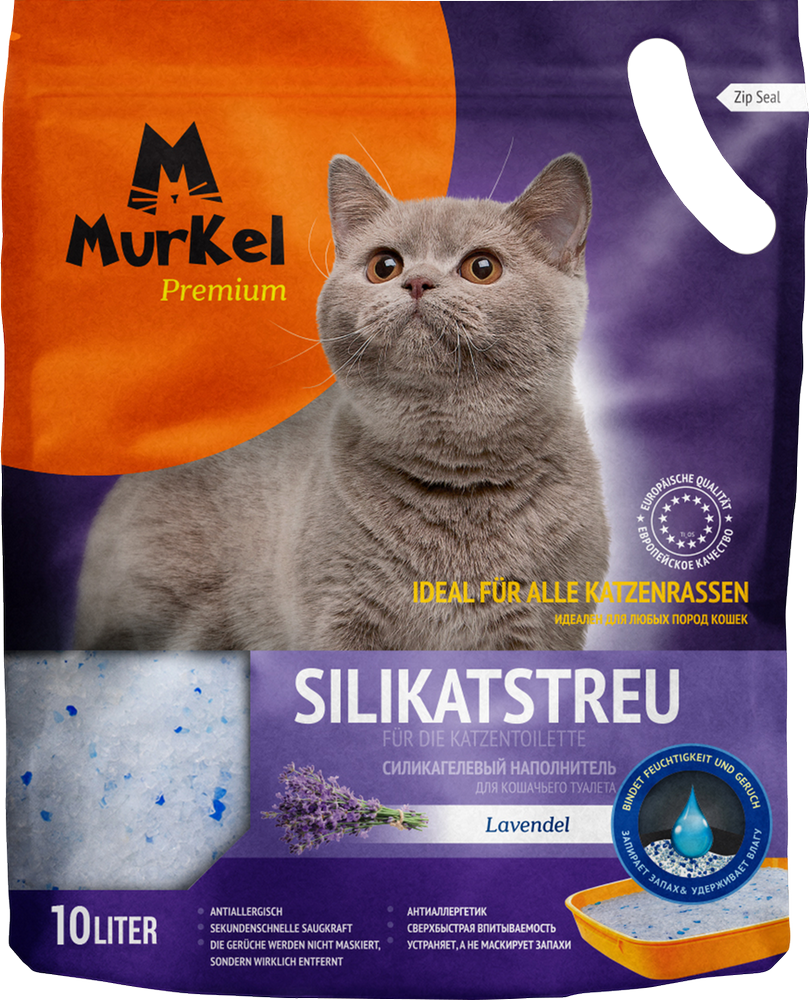 Zip Seal
MurKel
Premium
EUROPÄISCHE QUALITÄT
ЕВРОПЕЙСКОЕ КАЧЕСТВО
IDEAL FÜR ALLE KATZENRASSEN
ИДЕАЛЕН ДЛЯ ЛЮБЫХ ПОРОД КОШЕК
SILIKATSTREU
FÜR DIE KATZENTOILETTE
СИЛИКАГЕЛЕВЫЙ НАПОЛНИТЕЛЬ
ДЛЯ КОШАЧЬЕГО ТУАЛЕТА
Lavendel
BINDET FEUCHTIGKEIT UND GERUCH
ЗАПИРАЕТ ЗАПАХ& УДЕРЖИВАЕТ ВЛАГУ
10 LITER
ANTIALLERGISCH
SEKUNDENSCHNELLE SAUGKRAFT
DIE GERÜCHE WERDEN NICHT MASKIERT,
SONDERN WIRKLICH ENTFERNT
АНТИАЛЛЕРГЕТИК
СВЕРХБЫСТРАЯ ВПИТЫВАЕМОСТЬ
УСТРАНЯЕТ, А НЕ МАСКИРУЕТ ЗАПАХИ